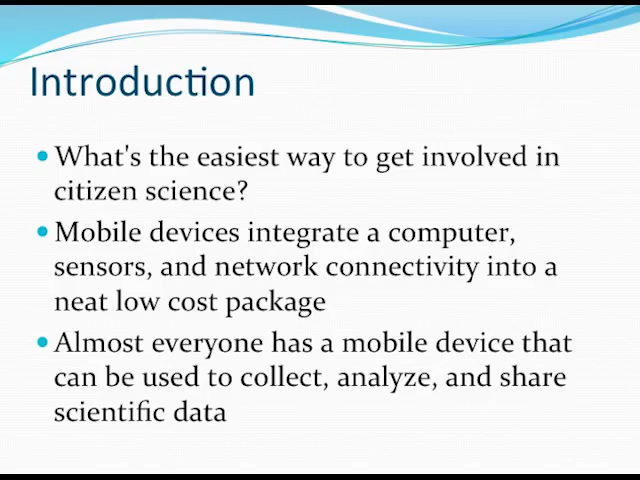 Introduction
What's the easiest way to get involved in
citizen science?
Mobile devices integrate a computer,
sensors, and network connectivity into a
neat low cost package
Almost everyone has a mobile device that
can be used to collect, analyze, and share
scientific data